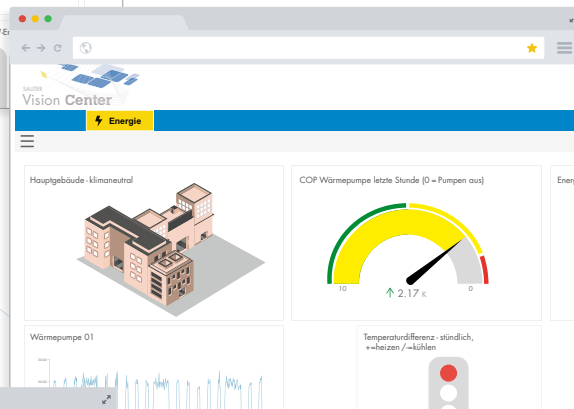 SAUTER
Vision Center
Energie
Hauptgebäude - klimaneutral
COP Wärmepumpe letzte Stunde (0 = Pumpen aus)
10
0
2.17 K
Wärmepumpe 01
Temperaturdifferenz - stündlich,
+=heizen /-=kühlen